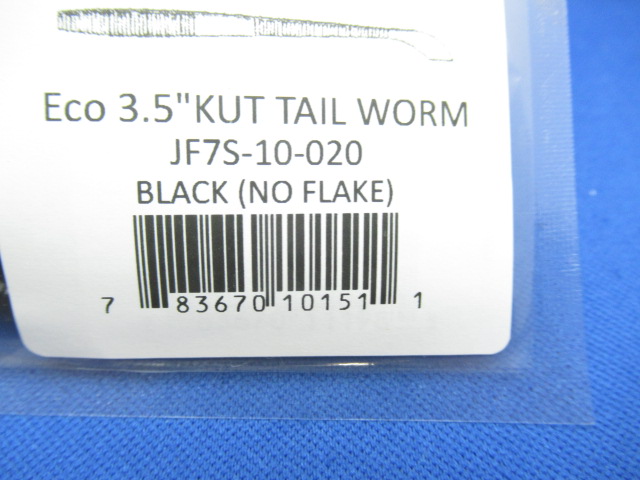 Eco 3.5"KUT TAIL WORM
JF7S-10-020
BLACK (NO FLAKE)
7 83670 10151 1